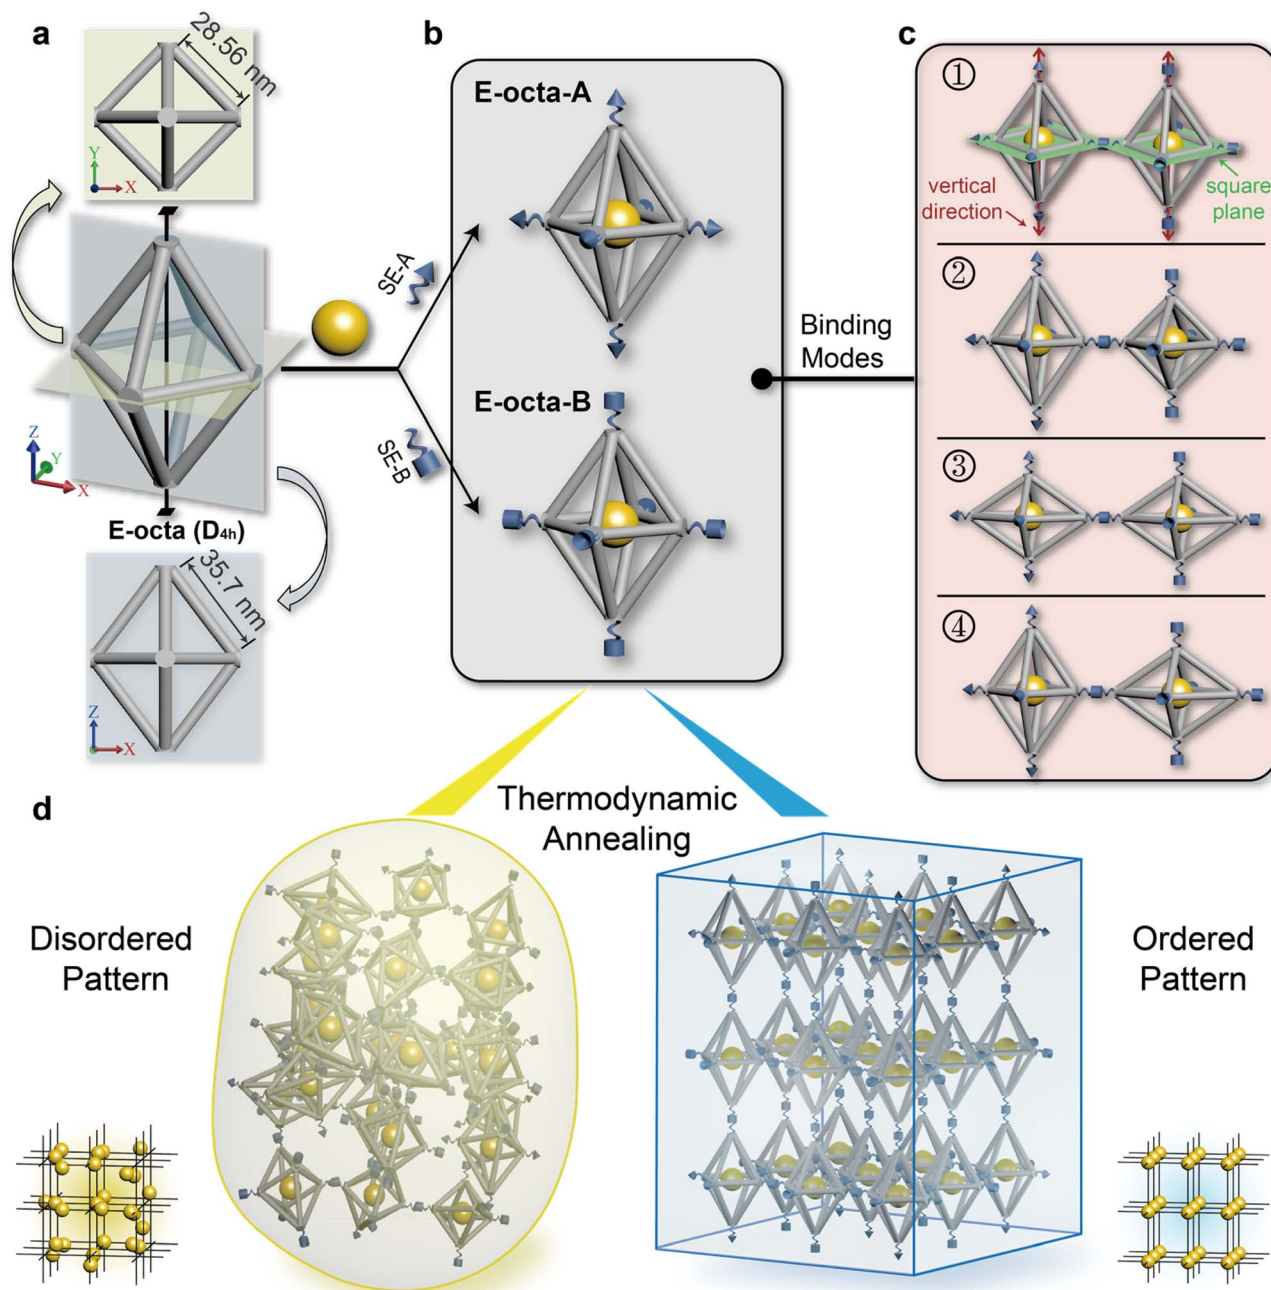 a
28.56 nm
Y
X
Z
Y
X
E-octa (D4h)
35.7 nm
Z
X
SE-A
SE-B
b
E-octa-A
E-octa-B
Binding
Modes
c
①
vertical
direction
square
plane
②
③
④
d
Thermodynamic
Annealing
Disordered
Pattern
Ordered
Pattern